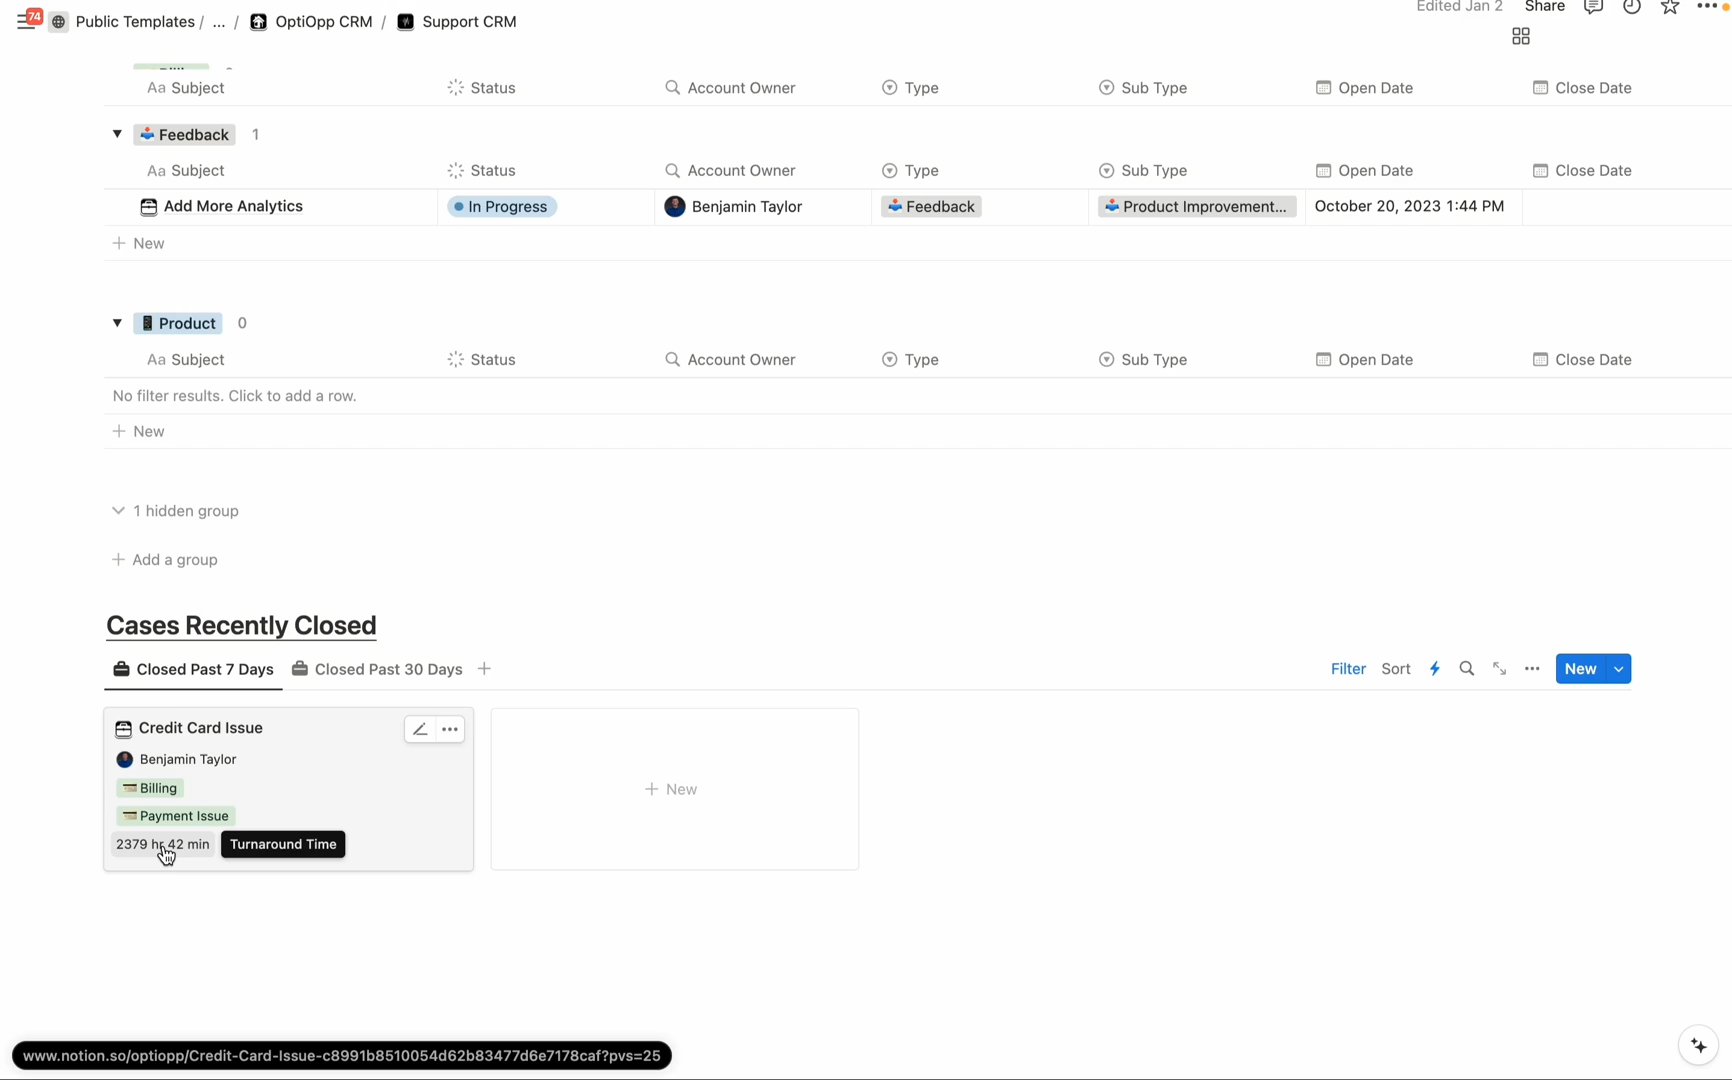 74 Public Templates / ... / OptiOpp CRM / Support CRM
Edited Jan 2 Share
Aa Subject Status Account Owner Type Sub Type Open Date Close Date
Feedback 1
Aa Subject Status Account Owner Type Sub Type Open Date Close Date
Add More Analytics In Progress Benjamin Taylor Feedback Product Improvement... October 20, 2023 1:44 PM
+ New
Product 0
Aa Subject Status Account Owner Type Sub Type Open Date Close Date
No filter results. Click to add a row.
+ New
1 hidden group
+ Add a group
Cases Recently Closed
Closed Past 7 Days Closed Past 30 Days +
Filter Sort ... New
Credit Card Issue
Benjamin Taylor
Billing
Payment Issue
2379 hr 42 min Turnaround Time
+ New
www.notion.so/optiopp/Credit-Card-Issue-c8991b8510054d62b83477d6e7178caf?pvs=25